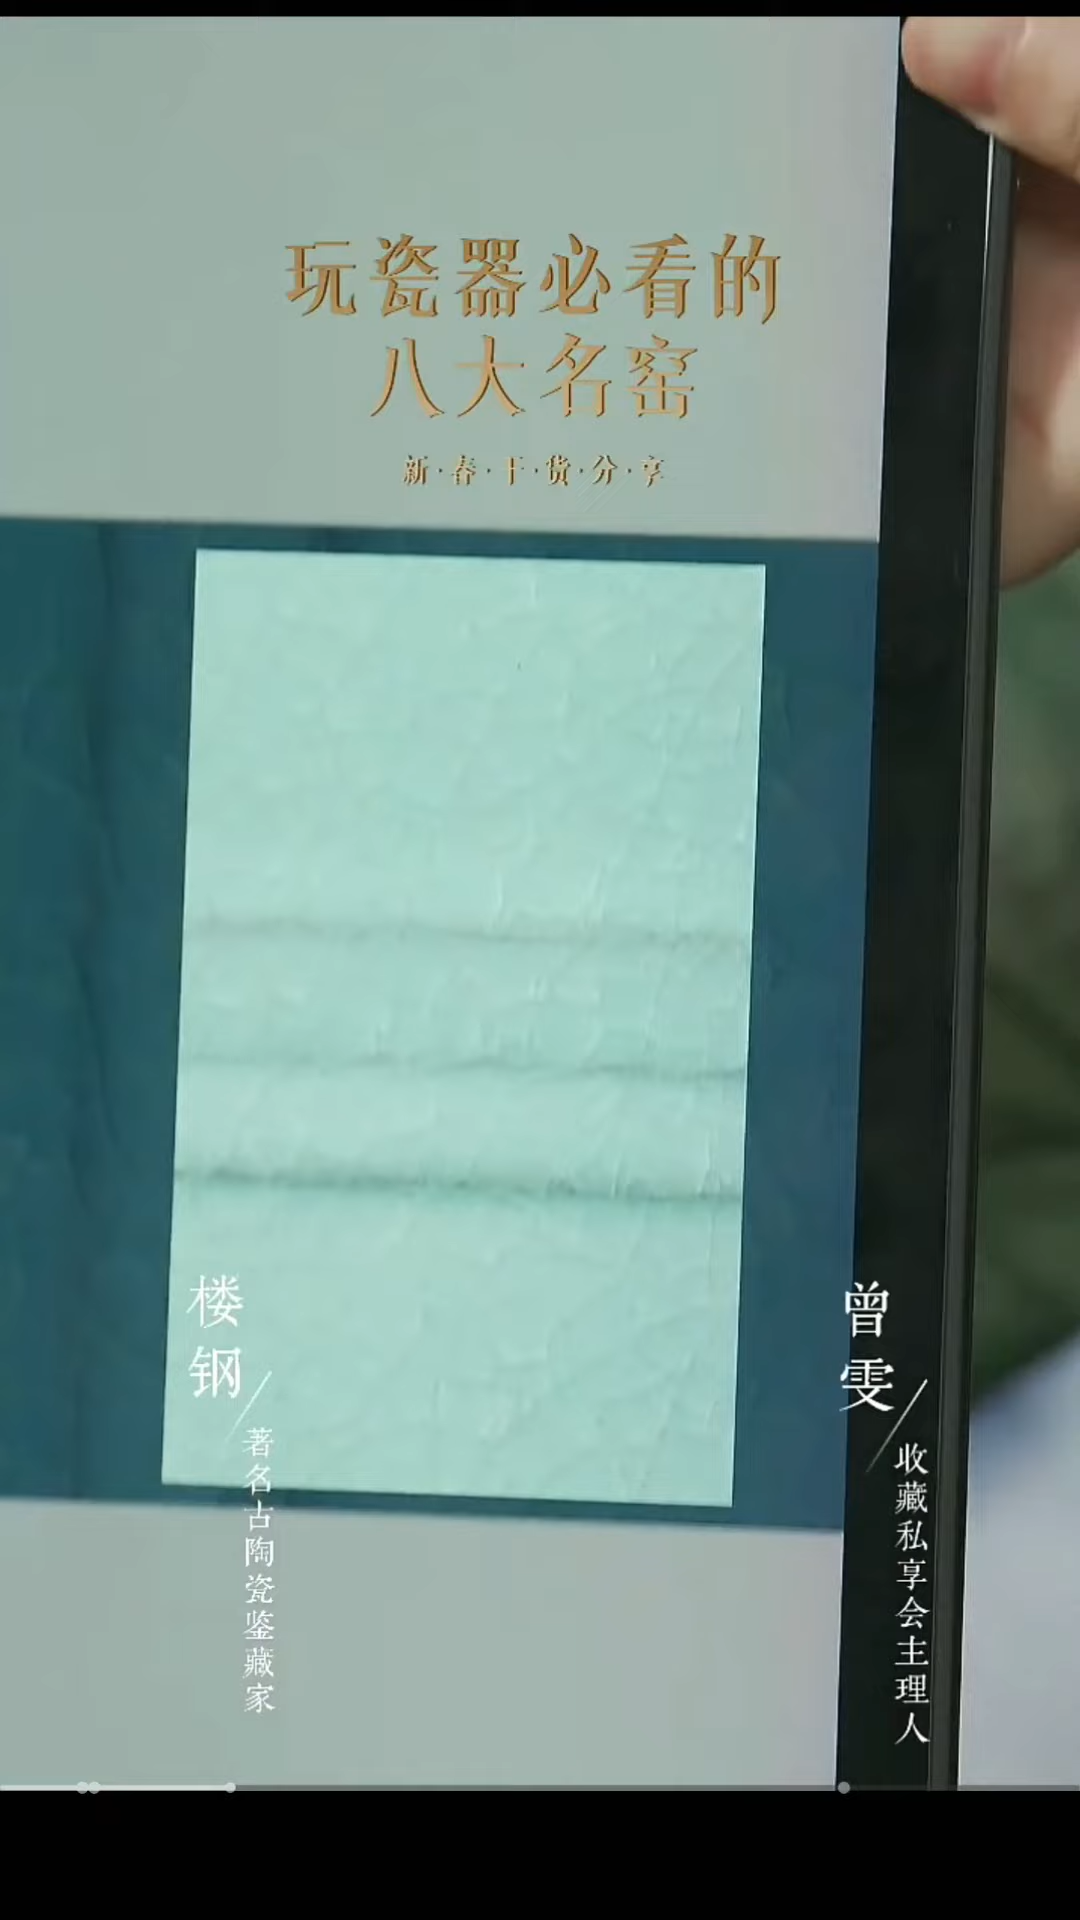 玩瓷器必看的
八大名窑
新·春·干·货·分·享
楼钢
著名古陶瓷鉴藏家
曾雯
收藏私享会主理人